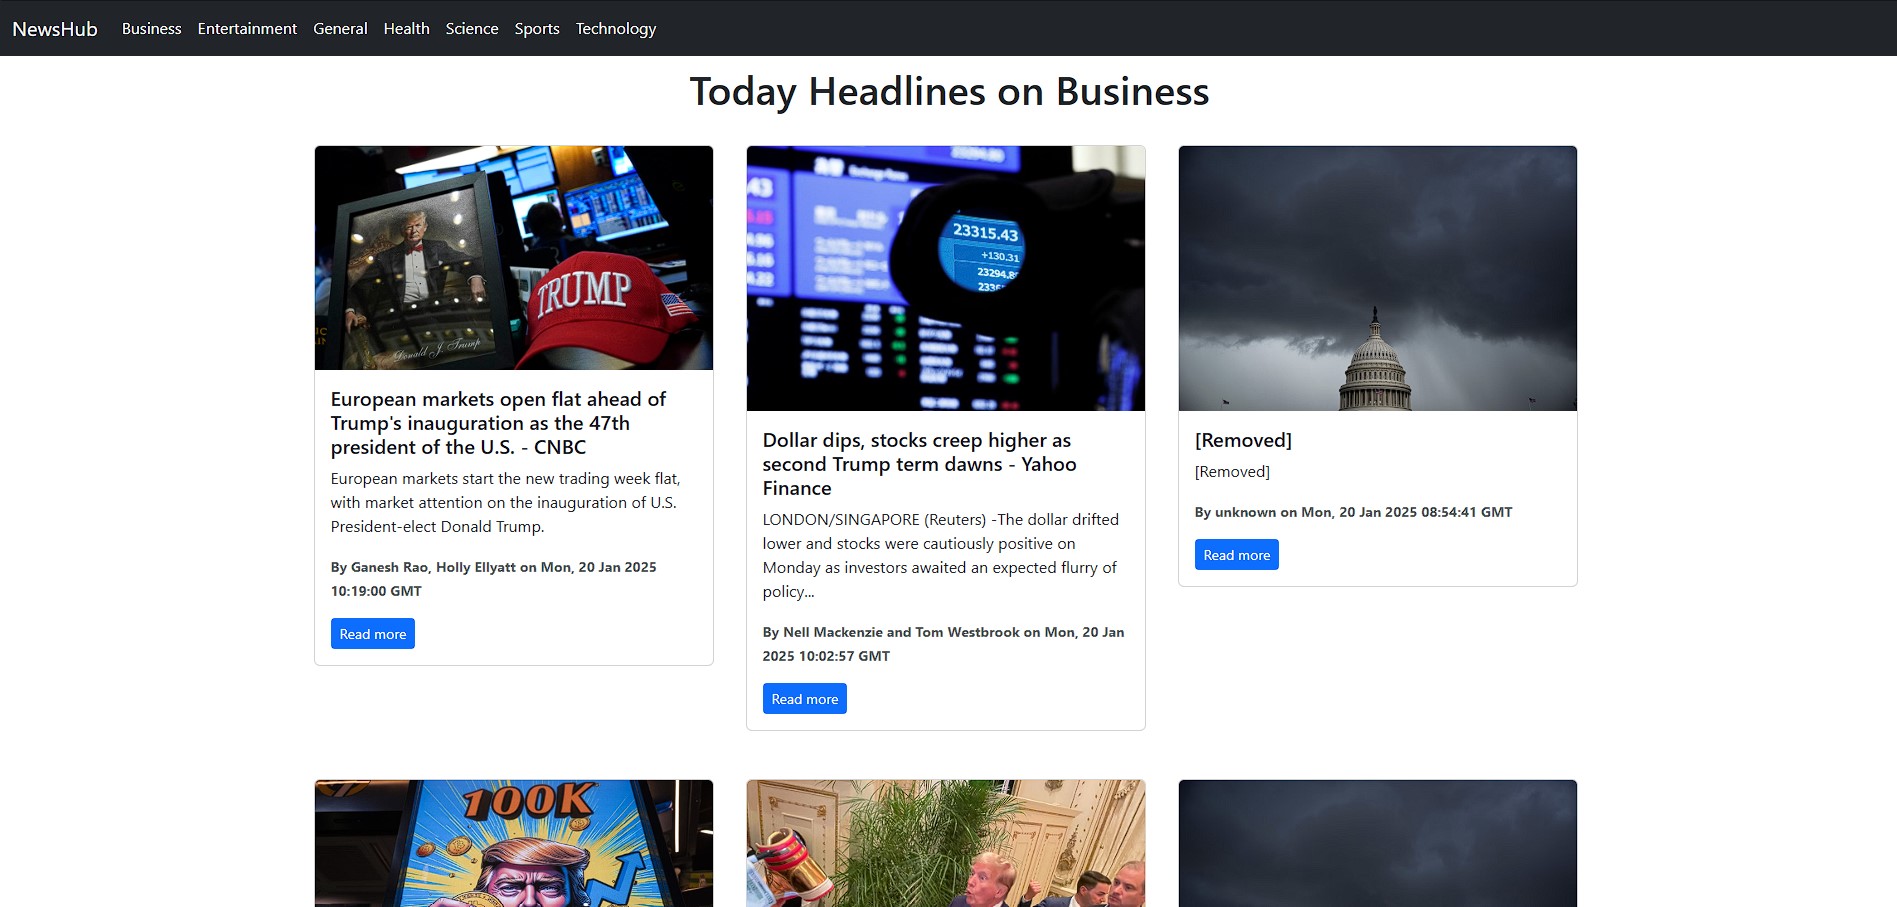 NewsHub Business Entertainment General Health Science Sports Technology
Today Headlines on Business
TRUMP
Donald J. Trump
European markets open flat ahead of
Trump's inauguration as the 47th
president of the U.S. - CNBC
European markets start the new trading week flat,
with market attention on the inauguration of U.S.
President-elect Donald Trump.
By Ganesh Rao, Holly Ellyatt on Mon, 20 Jan 2025
10:19:00 GMT
Read more
23315.43
+130.31
Dollar dips, stocks creep higher as
second Trump term dawns - Yahoo
Finance
LONDON/SINGAPORE (Reuters) -The dollar drifted
lower and stocks were cautiously positive on
Monday as investors awaited an expected flurry of
policy...
By Nell Mackenzie and Tom Westbrook on Mon, 20 Jan
2025 10:02:57 GMT
Read more
[Removed]
[Removed]
By unknown on Mon, 20 Jan 2025 08:54:41 GMT
Read more
100K